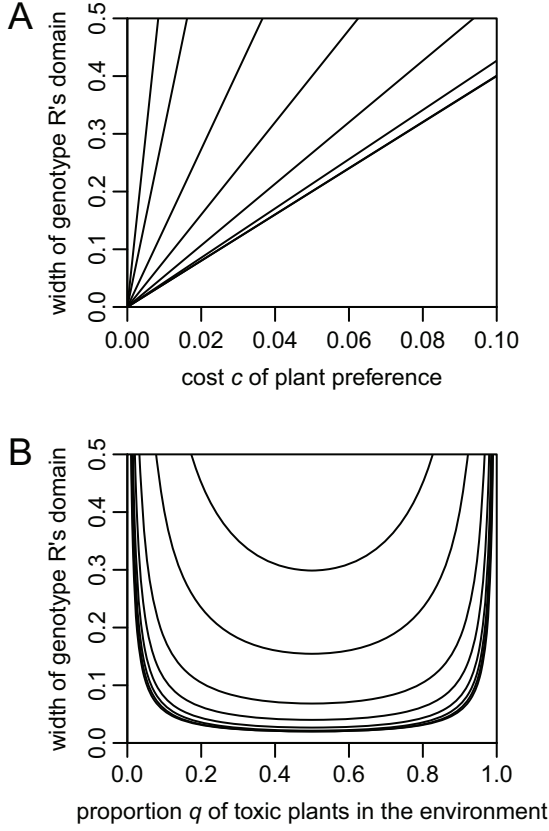 A
width of genotype R's domain
0.5
0.4
0.3
0.2
0.1
0.0
0.00 0.02 0.04 0.06 0.08 0.10
cost c of plant preference
B
width of genotype R's domain
0.5
0.4
0.3
0.2
0.1
0.0
0.0 0.2 0.4 0.6 0.8 1.0
proportion q of toxic plants in the environment